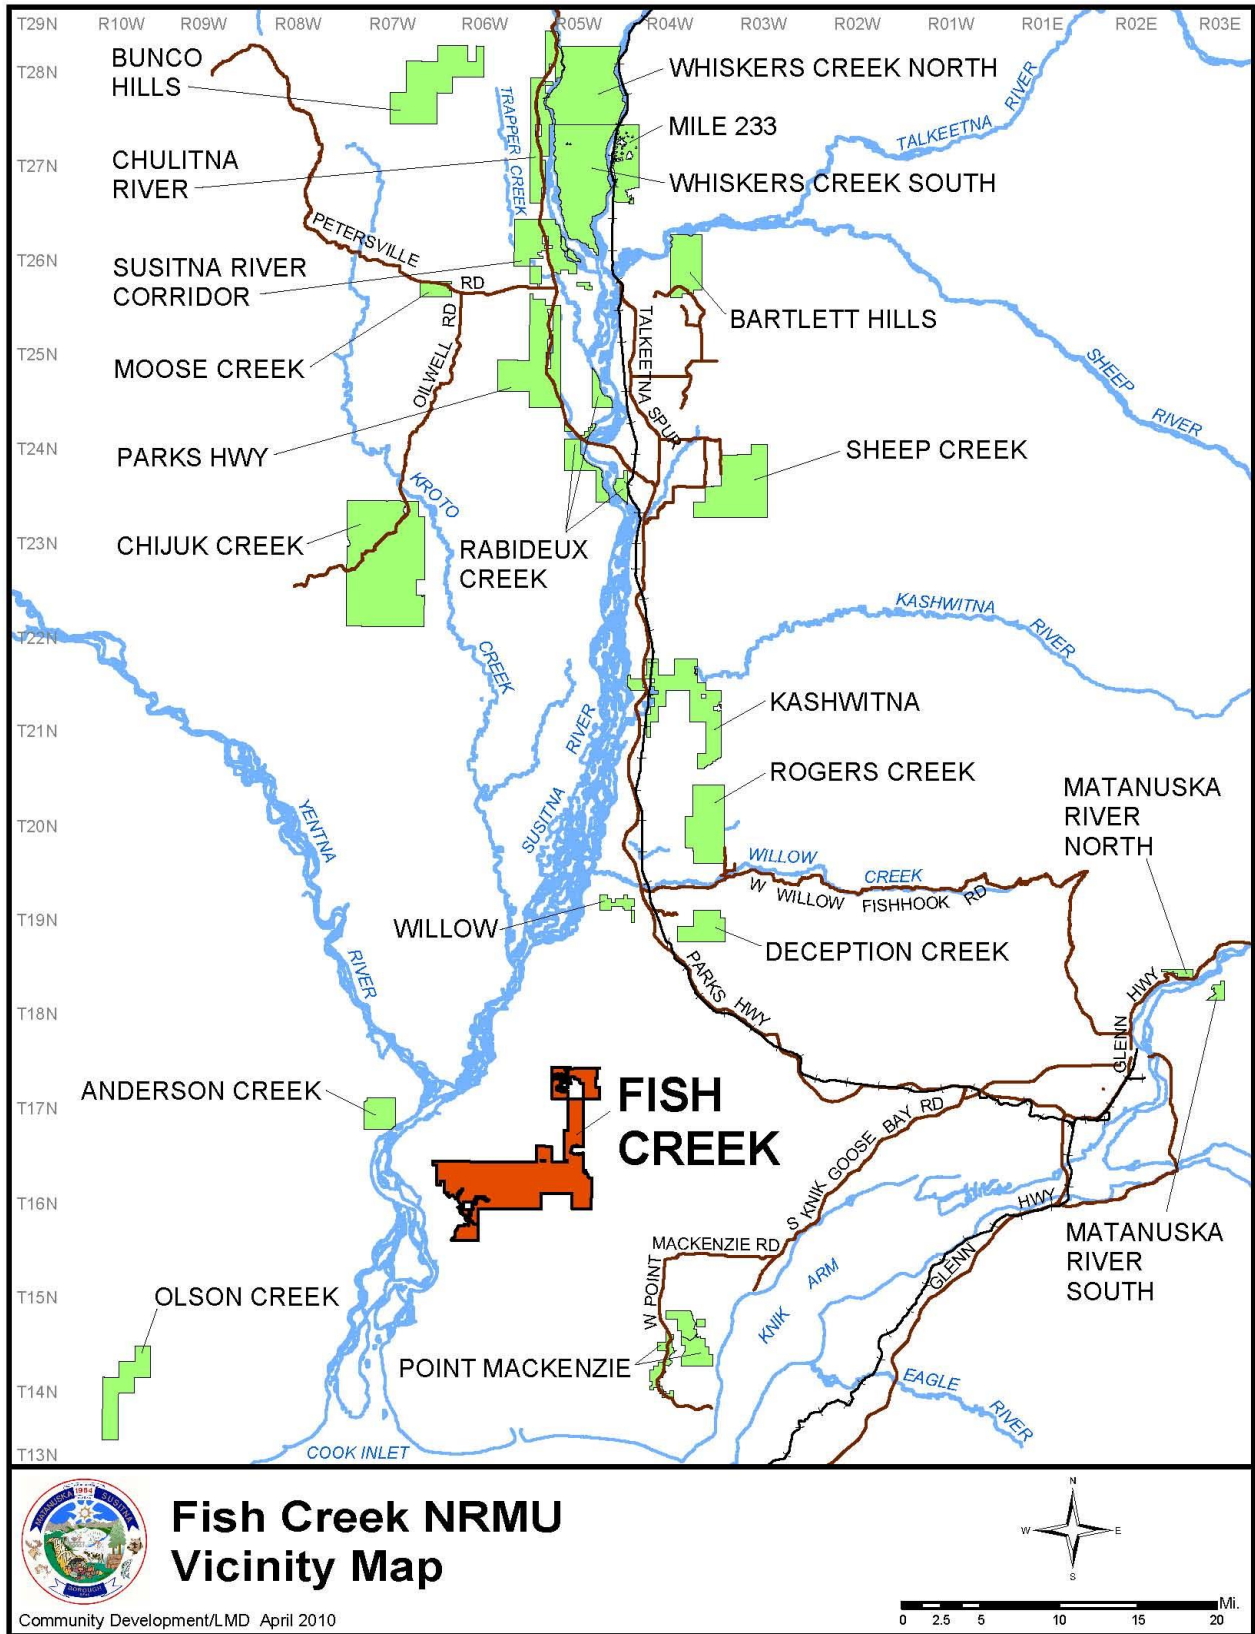 T29N R10W R09W R08W R07W R06W R05W R04W R03W R02W R01W R01E R02E R03E
T28N
T27N
T26N
T25N
T24N
T23N
T22N
T21N
T20N
T19N
T18N
T17N
T16N
T15N
T14N
T13N
BUNCO
HILLS
WHISKERS CREEK NORTH
MILE 233
WHISKERS CREEK SOUTH
CHULITNA
RIVER
TRAPPER CREEK
TALKEETNA RIVER
PETERSVILLE RD
SUSITNA RIVER
CORRIDOR
BARTLETT HILLS
MOOSE CREEK
OILWELL RD
TALKEETNA SPUR
SHEEP RIVER
PARKS HWY
SHEEP CREEK
KROTO CREEK
CHIJUK CREEK
RABIDEUX
CREEK
KASHWITNA RIVER
KASHWITNA
SUSITNA RIVER
ROGERS CREEK
MATANUSKA
RIVER
NORTH
YENTNA RIVER
WILLOW CREEK
W WILLOW FISHHOOK RD
WILLOW
DECEPTION CREEK
PARKS HWY
GLENN HWY
ANDERSON CREEK
FISH
CREEK
S KNIK GOOSE BAY RD
GLENN HWY
MATANUSKA
RIVER
SOUTH
W POINT MACKENZIE RD
KNIK ARM
OLSON CREEK
POINT MACKENZIE
EAGLE RIVER
COOK INLET
MATANUSKA 1964 SUSITNA
BOROUGH
Fish Creek NRMU
Vicinity Map
N
W E
S
Community Development/LMD April 2010
0 2.5 5 10 15 20 Mi.